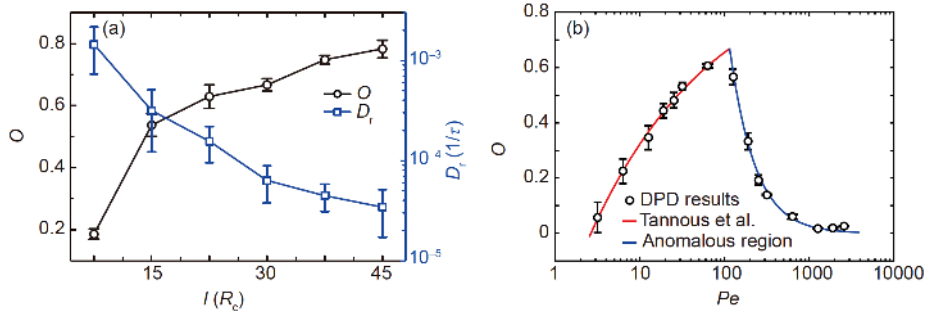 (a)
0.8
0.6
0.4
0.2
O
15
30
45
l (Rc)
O
Dr
10⁻³
10⁻⁴
10⁻⁵
Dr (1/τ)
(b)
0.8
0.6
0.4
0.2
0
O
1
10
100
1000
10000
Pe
DPD results
Tannous et al.
Anomalous region